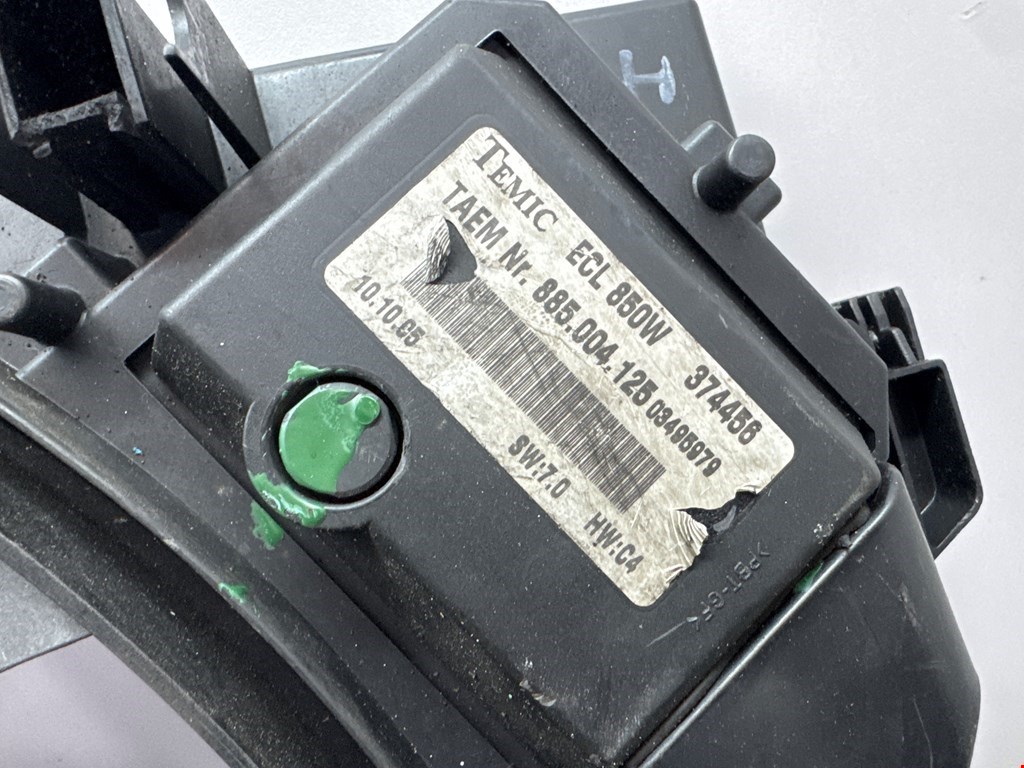 TEMIC ECL 850W 374456
TAEM Nr. 885.004.125 03495979
10.10.05 SW:7.0 HW:C4
I